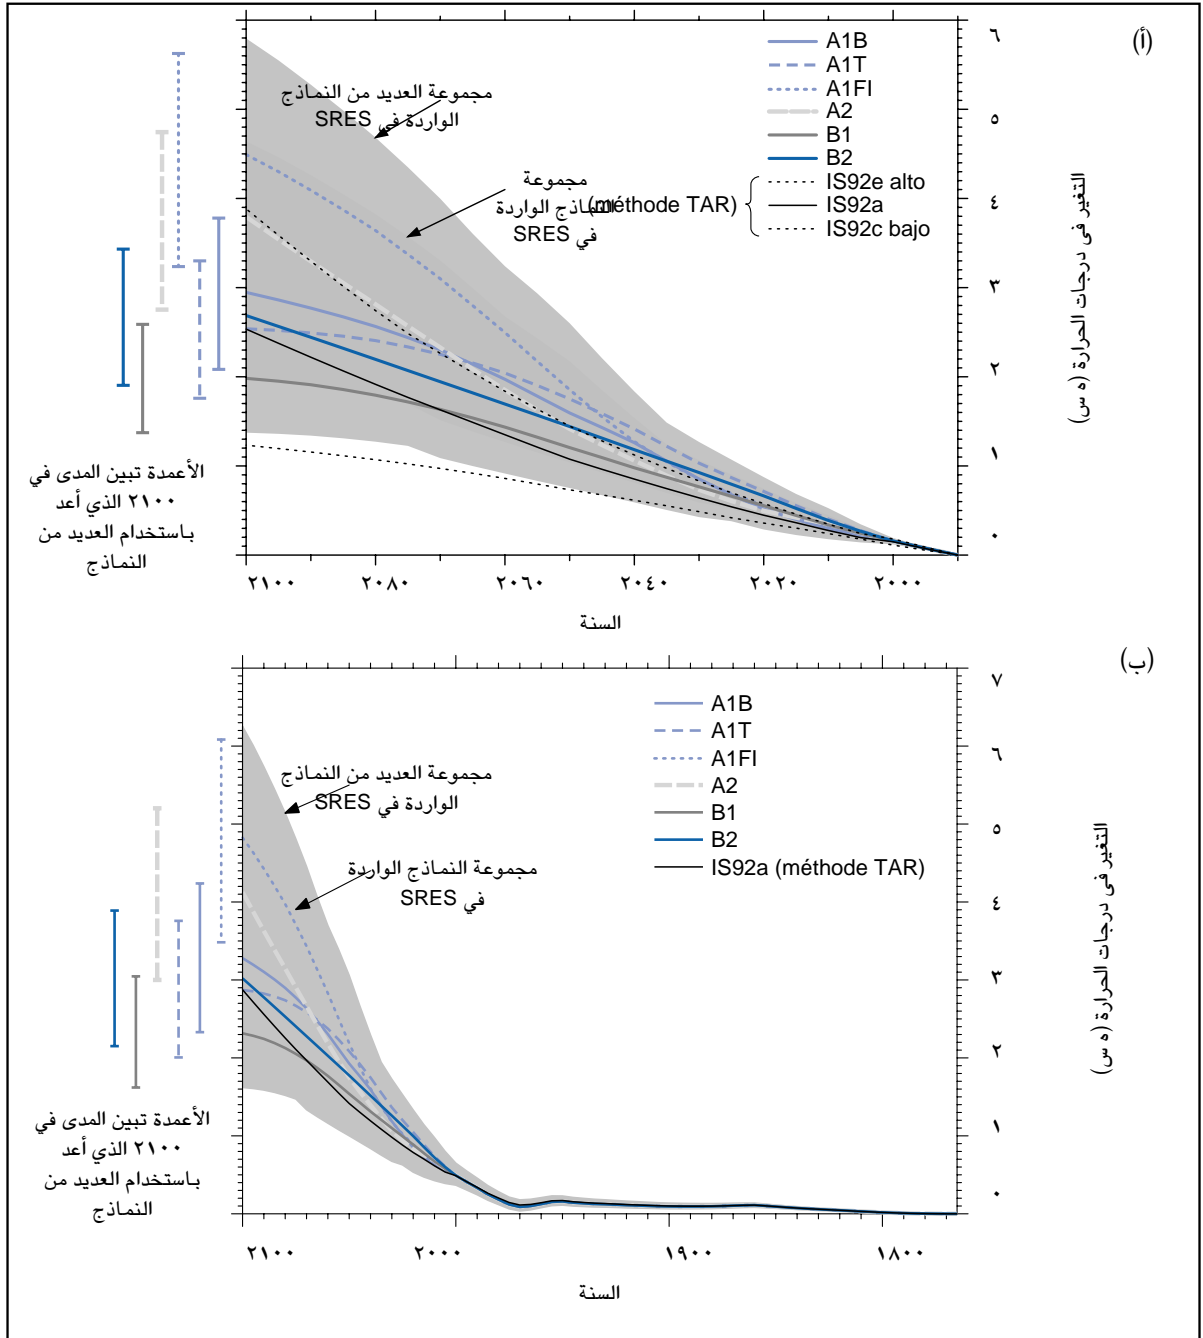 (أ)
التغير في درجات الحرارة (ه س)
٦
٥
٤
٣
٢
١
٠
A1B
A1T
A1FI
A2
B1
B2
IS92e alto
IS92a
IS92c bajo
(méthode TAR)
مجموعة العديد من النماذج
الواردة في SRES
مجموعة
النماذج الواردة
في SRES
الأعمدة تبين المدى في
٢١٠٠ الذي أعد
باستخدام العديد من
النماذج
٢١٠٠ ٢٠٨٠ ٢٠٦٠ ٢٠٤٠ ٢٠٢٠ ٢٠٠٠
السنة
(ب)
التغير في درجات الحرارة (ه س)
٧
٦
٥
٤
٣
٢
١
٠
A1B
A1T
A1FI
A2
B1
B2
IS92a (méthode TAR)
مجموعة العديد من النماذج
الواردة في SRES
مجموعة النماذج الواردة
في SRES
الأعمدة تبين المدى في
٢١٠٠ الذي أعد
باستخدام العديد من
النماذج
٢١٠٠ ٢٠٠٠ ١٩٠٠ ١٨٠٠
السنة